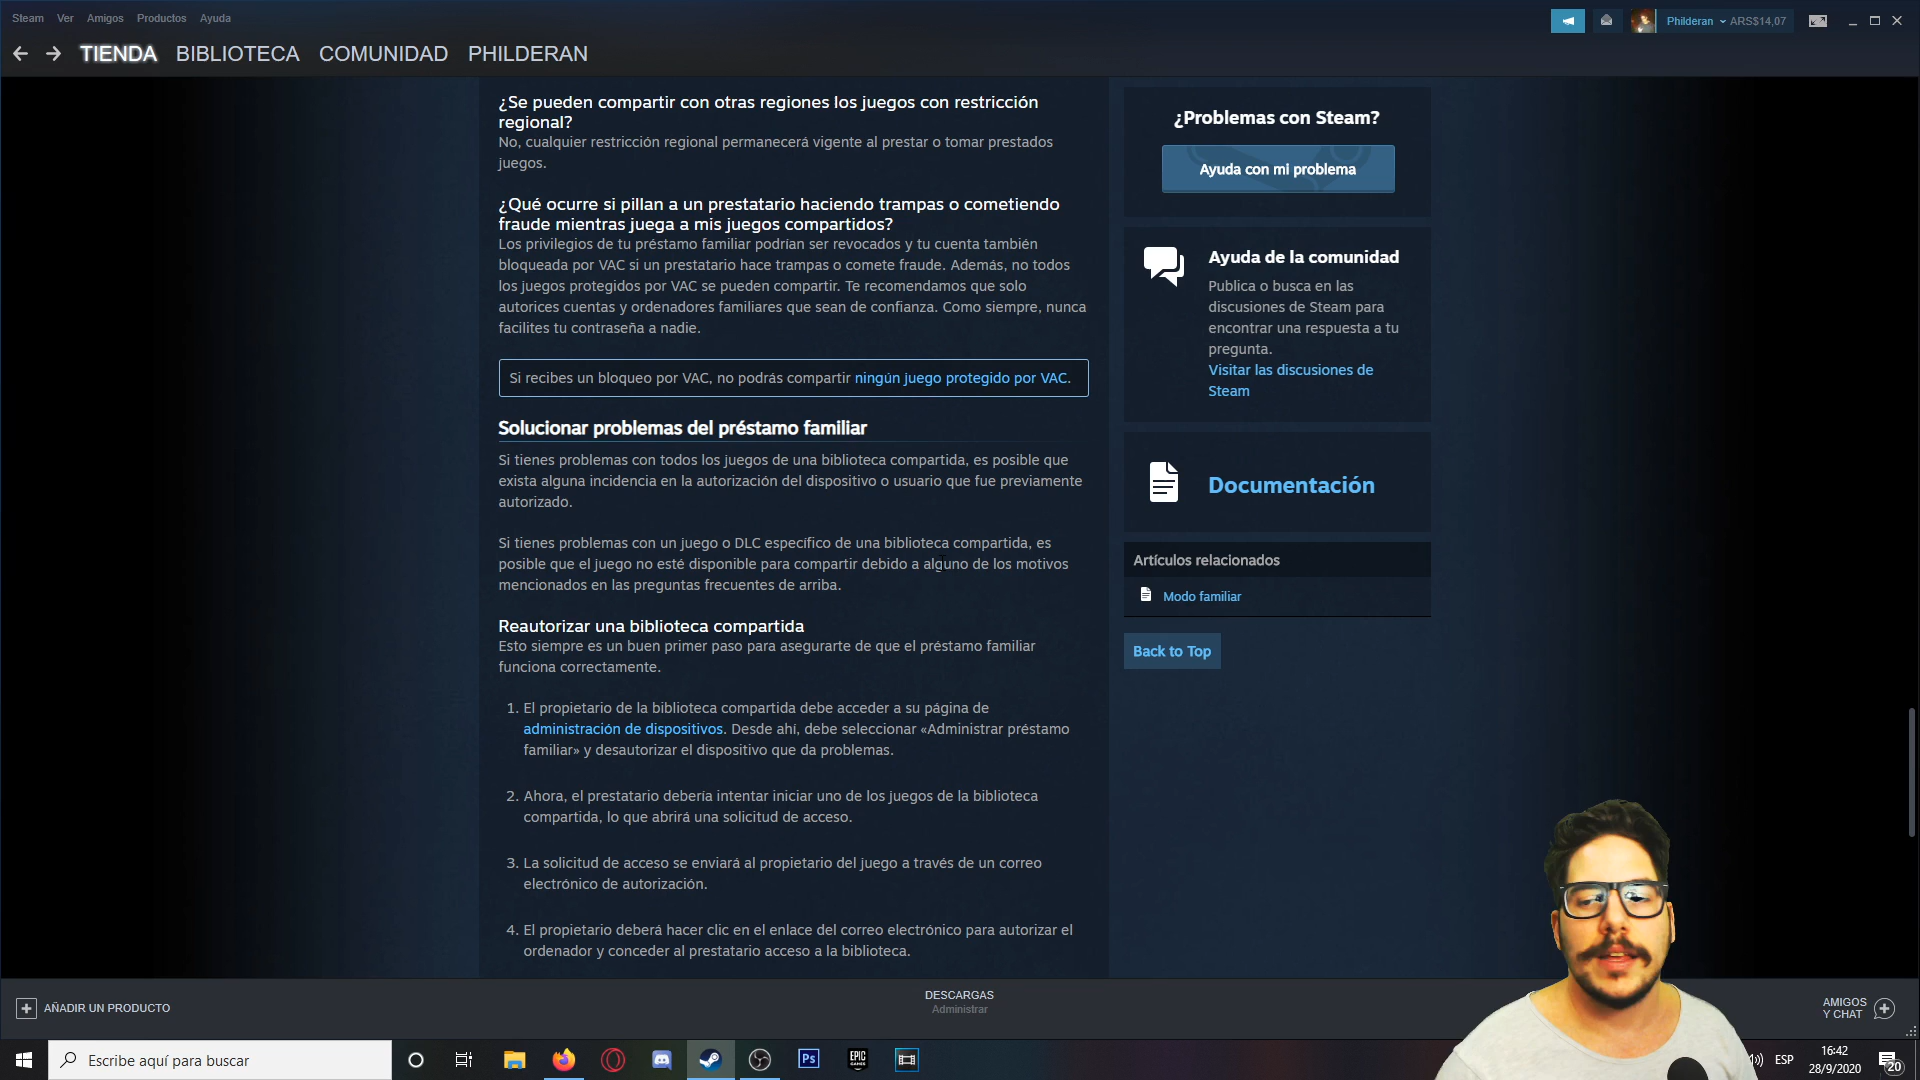 Steam Ver Amigos Productos Ayuda
Philderan ARS$14,07
TIENDA BIBLIOTECA COMUNIDAD PHILDERAN
¿Se pueden compartir con otras regiones los juegos con restricción
regional?
No, cualquier restricción regional permanecerá vigente al prestar o tomar prestados
juegos.
¿Qué ocurre si pillan a un prestatario haciendo trampas o cometiendo
fraude mientras juega a mis juegos compartidos?
Los privilegios de tu préstamo familiar podrían ser revocados y tu cuenta también
bloqueada por VAC si un prestatario hace trampas o comete fraude. Además, no todos
los juegos protegidos por VAC se pueden compartir. Te recomendamos que solo
autorices cuentas y ordenadores familiares que sean de confianza. Como siempre, nunca
facilites tu contraseña a nadie.
Si recibes un bloqueo por VAC, no podrás compartir ningún juego protegido por VAC.
Solucionar problemas del préstamo familiar
Si tienes problemas con todos los juegos de una biblioteca compartida, es posible que
exista alguna incidencia en la autorización del dispositivo o usuario que fue previamente
autorizado.
Si tienes problemas con un juego o DLC específico de una biblioteca compartida, es
posible que el juego no esté disponible para compartir debido a alguno de los motivos
mencionados en las preguntas frecuentes de arriba.
Reautorizar una biblioteca compartida
Esto siempre es un buen primer paso para asegurarte de que el préstamo familiar
funciona correctamente.
1. El propietario de la biblioteca compartida debe acceder a su página de
administración de dispositivos. Desde ahí, debe seleccionar «Administrar préstamo
familiar» y desautorizar el dispositivo que da problemas.
2. Ahora, el prestatario debería intentar iniciar uno de los juegos de la biblioteca
compartida, lo que abrirá una solicitud de acceso.
3. La solicitud de acceso se enviará al propietario del juego a través de un correo
electrónico de autorización.
4. El propietario deberá hacer clic en el enlace del correo electrónico para autorizar el
ordenador y conceder al prestatario acceso a la biblioteca.
¿Problemas con Steam?
Ayuda con mi problema
Ayuda de la comunidad
Publica o busca en las
discusiones de Steam para
encontrar una respuesta a tu
pregunta.
Visitar las discusiones de
Steam
Documentación
Artículos relacionados
Modo familiar
Back to Top
AÑADIR UN PRODUCTO
DESCARGAS
Administrar
AMIGOS
Y CHAT
Escribe aquí para buscar
Ps
EPIC
GAMES
ESP
16:42
28/9/2020
20